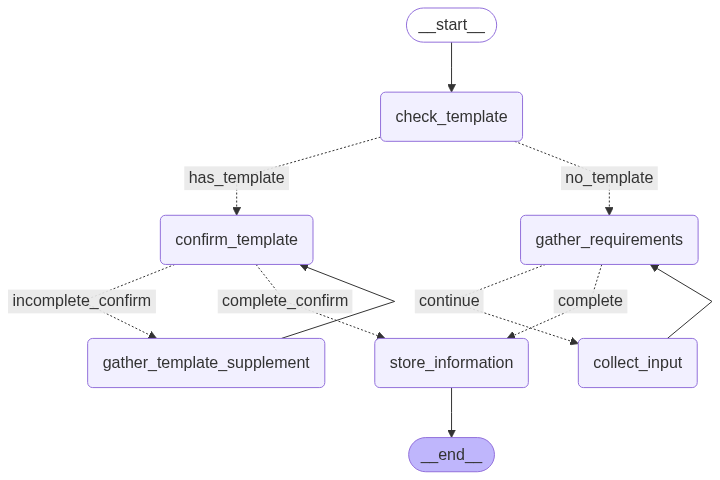 __start__
check_template
has_template
no_template
confirm_template
gather_requirements
incomplete_confirm
complete_confirm
continue
complete
gather_template_supplement
store_information
collect_input
__end__